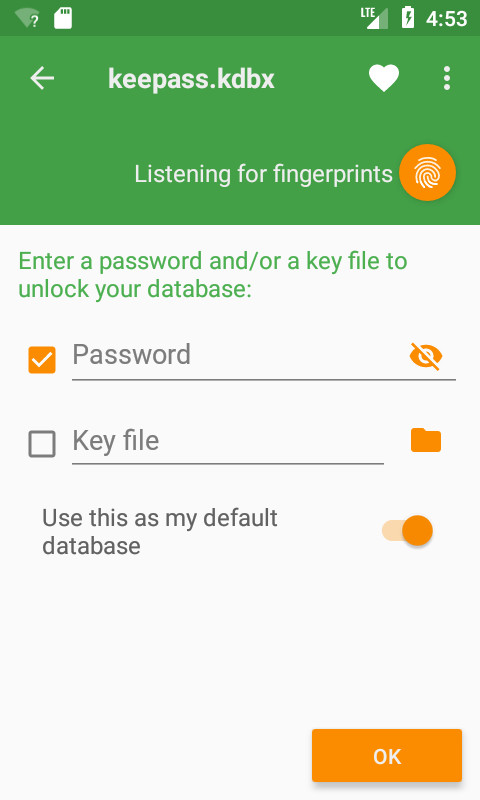 LTE 4:53
keepass.kdbx
Listening for fingerprints
Enter a password and/or a key file to
unlock your database:
Password
Key file
Use this as my default
database
OK